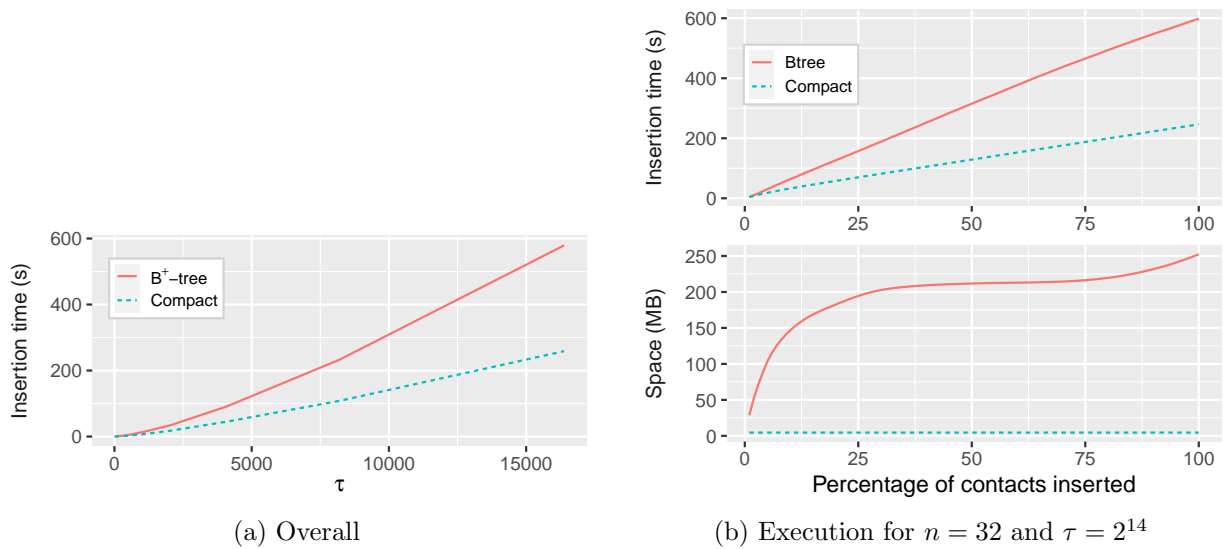 600
400
200
0
Insertion time (s)
B⁺−tree
Compact
0
5000
10000
15000
τ
(a) Overall
600
400
200
0
Insertion time (s)
Btree
Compact
0
25
50
75
100
250
200
150
100
50
0
Space (MB)
0
25
50
75
100
Percentage of contacts inserted
(b) Execution for n = 32 and τ = 2¹⁴